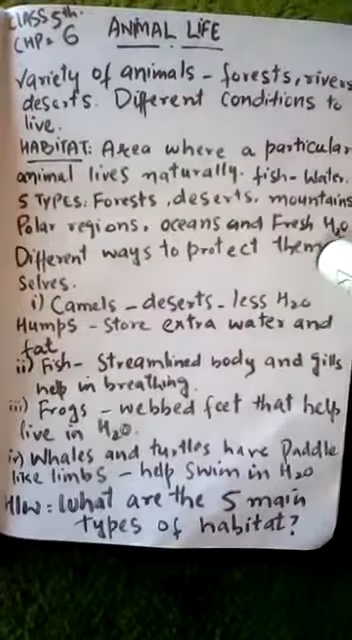 CLASS 5th.
CHP= 6 ANIMAL LIFE
Variety of animals - forests, rivers
deserts. Different conditions to
live.
HABITAT: Area where a particular
animal lives naturally. fish- Water.
5 TYPES: Forests, deserts, mountains
Polar regions, oceans and Fresh H2O
Different ways to protect them
selves.
i) Camels - deserts - less H2O
Humps - Store extra water and
fat
ii) Fish - Streamlined body and gills
help in breathing.
iii) Frogs - webbed feet that help
live in H2O.
iv) Whales and turtles have Paddle
like limbs - help swim in H2O
H/w: What are the 5 main
types of habitat?